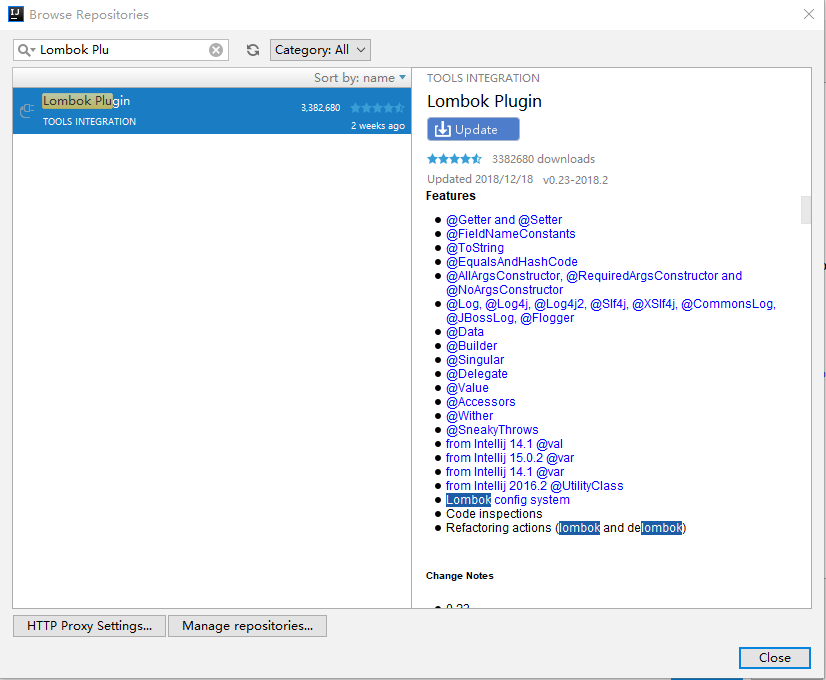 Browse Repositories
Lombok Plu
Category: All
Sort by: name
Lombok Plugin
3,382,680
TOOLS INTEGRATION
2 weeks ago
TOOLS INTEGRATION
Lombok Plugin
Update
3382680 downloads
Updated 2018/12/18 v0.23-2018.2
Features
@Getter and @Setter
@FieldNameConstants
@ToString
@EqualsAndHashCode
@AllArgsConstructor, @RequiredArgsConstructor and
@NoArgsConstructor
@Log, @Log4j, @Log4j2, @Slf4j, @XSlf4j, @CommonsLog,
@JBossLog, @Flogger
@Data
@Builder
@Singular
@Delegate
@Value
@Accessors
@Wither
@SneakyThrows
from Intellij 14.1 @val
from Intellij 15.0.2 @var
from Intellij 14.1 @var
from Intellij 2016.2 @UtilityClass
Lombok config system
Code inspections
Refactoring actions (lombok and delombok)
Change Notes
0.23
HTTP Proxy Settings...
Manage repositories...
Close